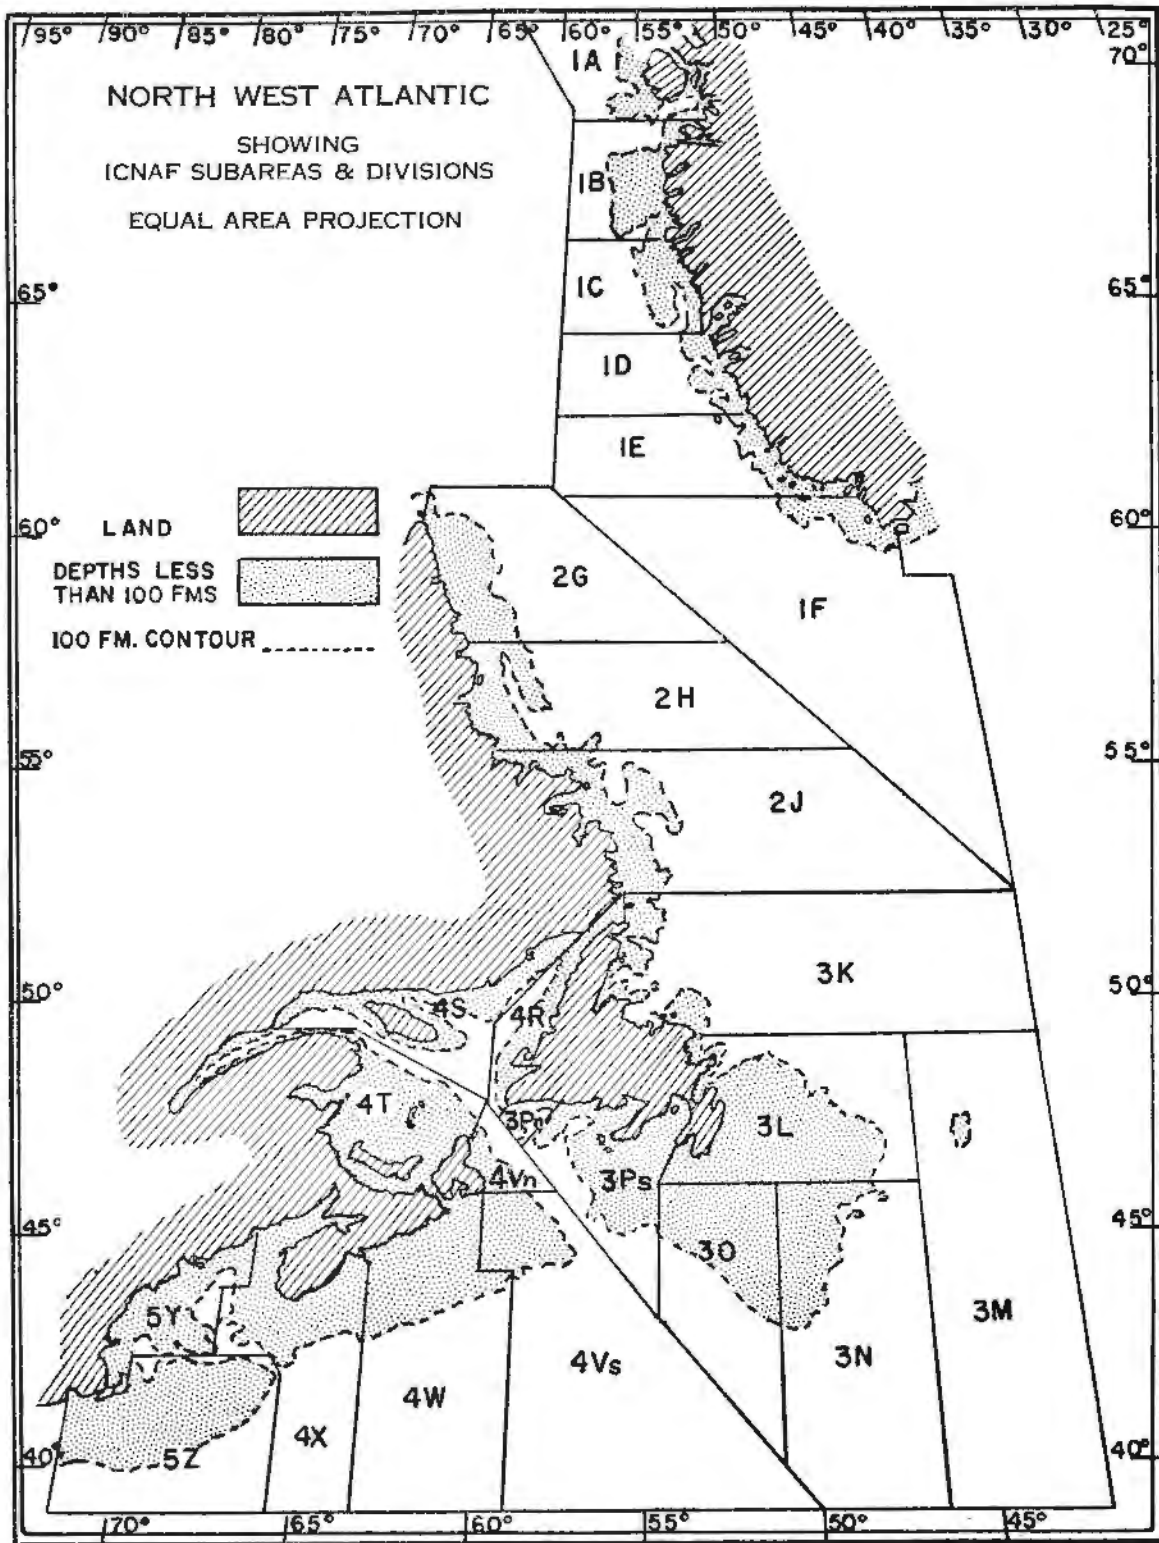 /95° /90° /85° /80° /75° /70° /65° /60° /55° /50° /45° /40° /35° /30° 25°
70°
NORTH WEST ATLANTIC
SHOWING
ICNAF SUBAREAS & DIVISIONS
EQUAL AREA PROJECTION
1A
1B
1C
65° 65°
1D
1E
LAND
60° 60°
DEPTHS LESS
THAN 100 FMS
2G
1F
100 FM. CONTOUR
2H
55° 55°
2J
3K
50° 50°
4S
4R
4T
3Pn
3L
4Vn
3Ps
45° 45°
3O
5Y
3M
3N
4Vs
4W
4X
5Z
40° 40°
70° 65° 60° 55° 50° 45°